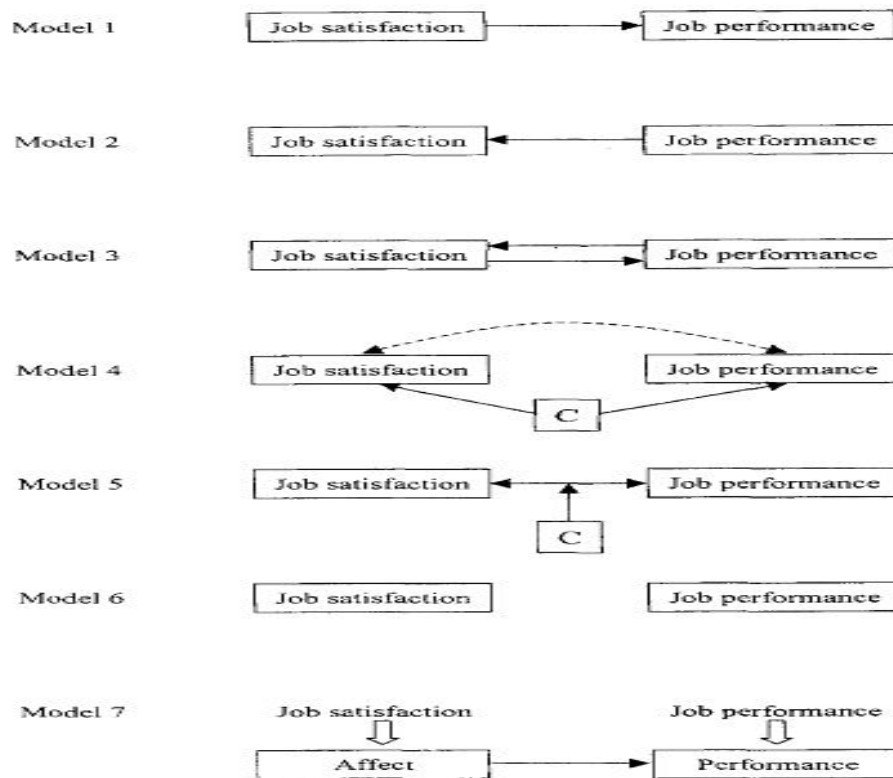 Model 1 Job satisfaction Job performance
Model 2 Job satisfaction Job performance
Model 3 Job satisfaction Job performance
Model 4 Job satisfaction Job performance
C
Model 5 Job satisfaction Job performance
C
Model 6 Job satisfaction Job performance
Model 7 Job satisfaction Job performance
Affect Performance